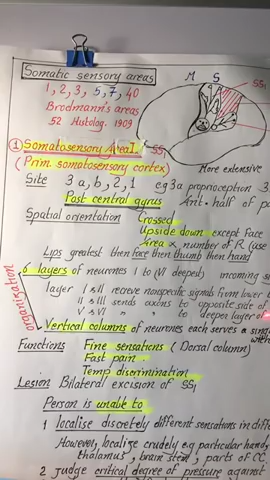 Somatic sensory areas
M S
SS1
1, 2, 3, 5, 7, 40
Brodmann's areas
52 Histolog. 1909
① Somatosensory Area I SS
(Prim. somatosensory cortex)
More extensive
Site 3 a, b, 2, 1 eg 3a proprioception 3
Post central gyrus Ant. half of pa
Spatial orientation Crossed
Upside down except Face
Area ∝ number of R (use
Lips greatest then face then thumb then hand
organization
6 layers of neurones I to VI (deeper) incoming s
layer I & II receive nonspecific signals from lower
II & III sends axons to opposite side of
V & VI " to deeper layer of
Vertical columns of neurones each serves a sing
Functions Fine sensations (Dorsal column)
Fast pain
Temp discrimination
Lesion Bilateral excision of SS1
Person is unable to
1 localise discretely different sensations in diff
However, localize crudely eg particular hand,
thalamus, brain stem, parts of CC
2 Judge critical degree of pressure against